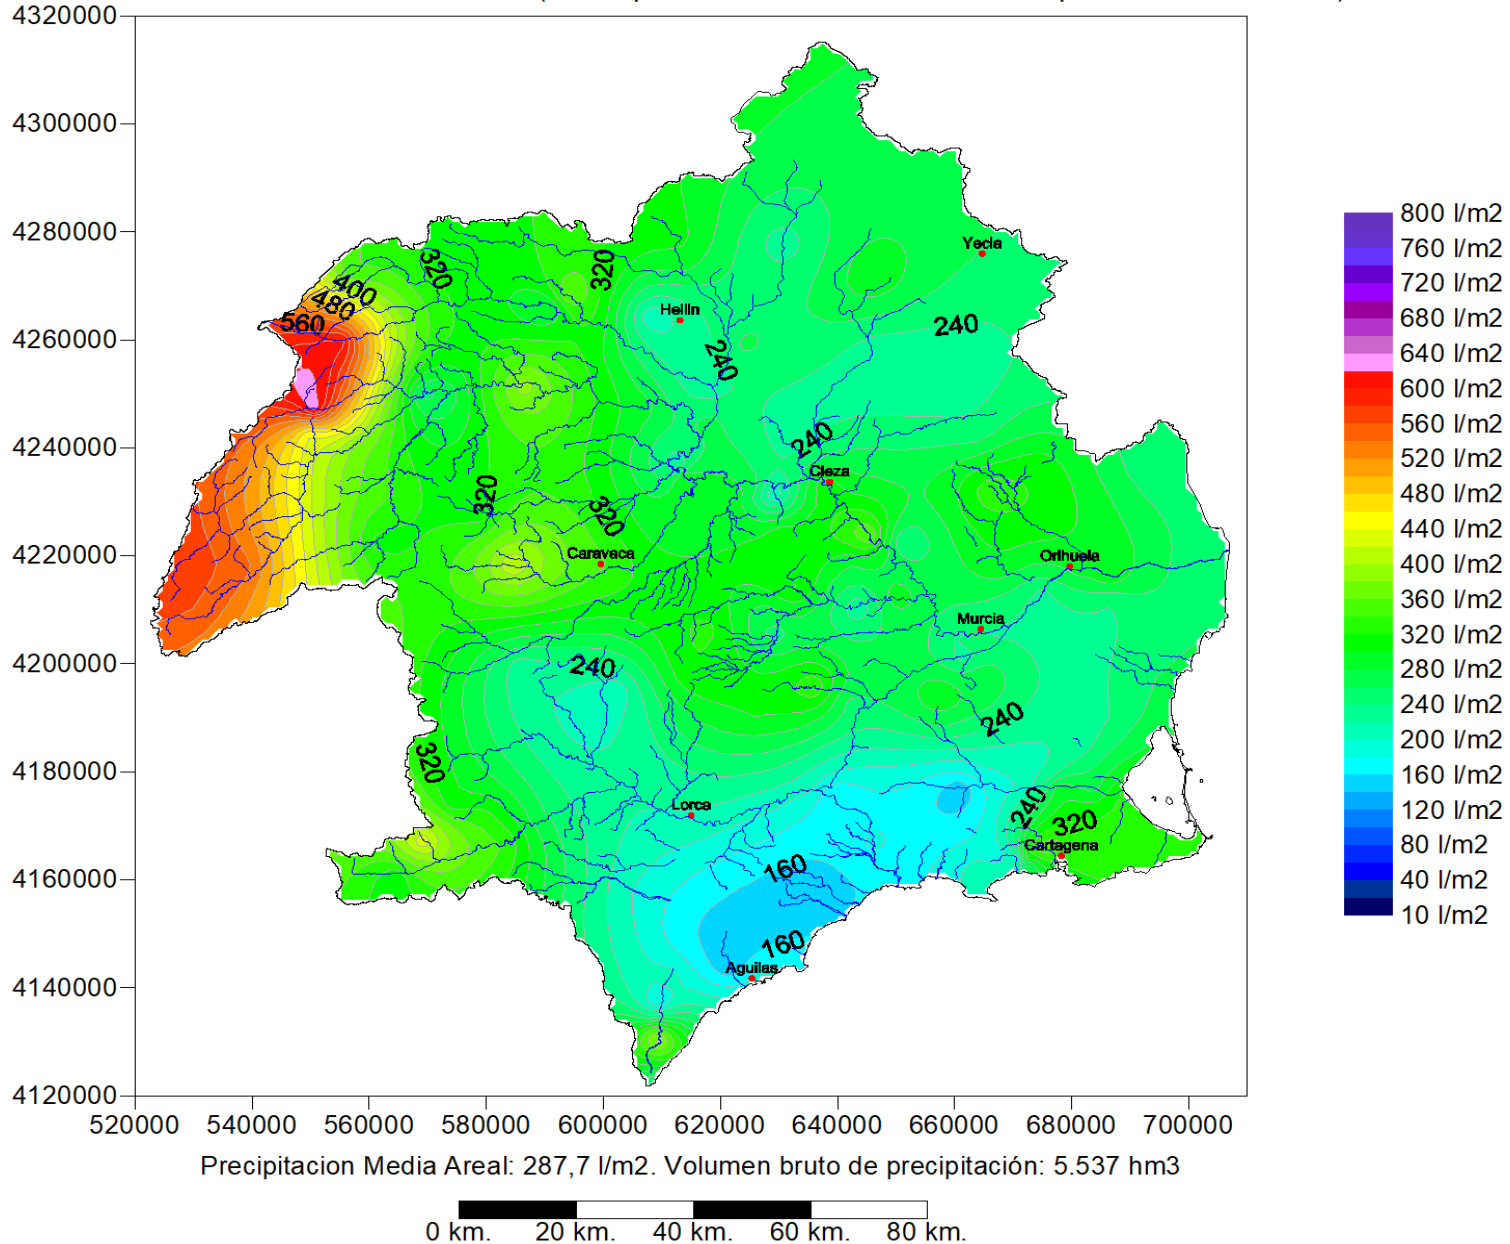 4320000
4300000
4280000
4260000
4240000
4220000
4200000
4180000
4160000
4140000
4120000
520000 540000 560000 580000 600000 620000 640000 660000 680000 700000
Yecla
320
320
400
480
560
Hellin
240
240
240
Cieza
320
320
Caravaca
Orihuela
Murcia
240
240
320
Lorca
240
320
Cartagena
160
160
Aguilas
800 l/m2
760 l/m2
720 l/m2
680 l/m2
640 l/m2
600 l/m2
560 l/m2
520 l/m2
480 l/m2
440 l/m2
400 l/m2
360 l/m2
320 l/m2
280 l/m2
240 l/m2
200 l/m2
160 l/m2
120 l/m2
80 l/m2
40 l/m2
10 l/m2
Precipitacion Media Areal: 287,7 l/m2. Volumen bruto de precipitación: 5.537 hm3
0 km. 20 km. 40 km. 60 km. 80 km.